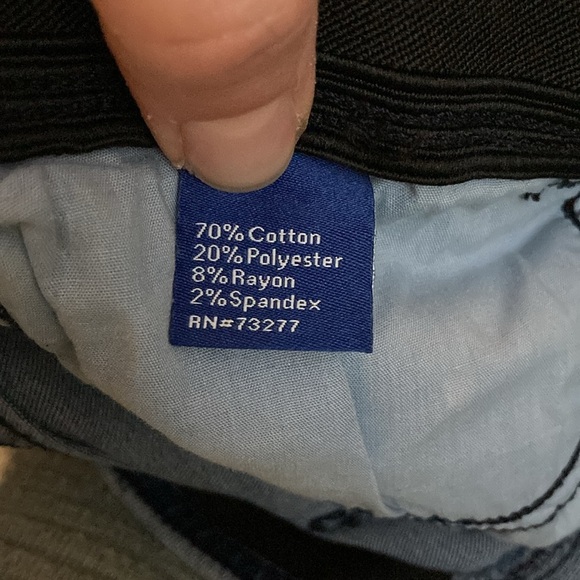 70% Cotton
20% Polyester
8% Rayon
2% Spandex
RN#73277